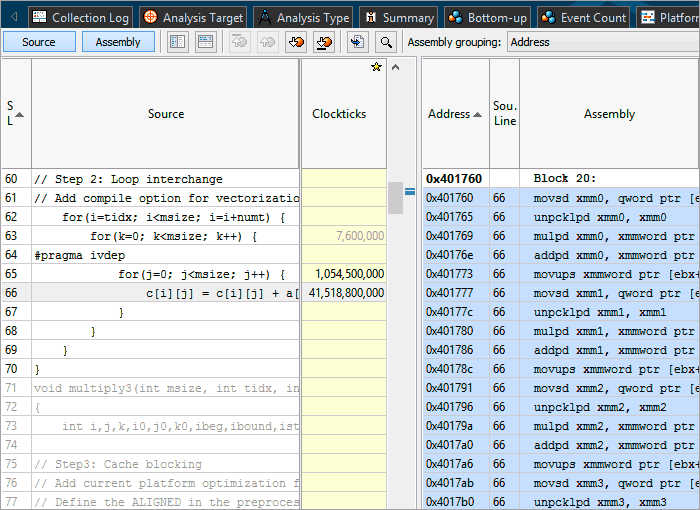 Collection Log Analysis Target Analysis Type Summary Bottom-up Event Count Platform
Source Assembly Assembly grouping: Address
S L Source Clockticks
60 // Step 2: Loop interchange
61 // Add compile option for vectorizatio
62 for(i=tidx; i<msize; i=i+numt) {
63 for(k=0; k<msize; k++) { 7,600,000
64 #pragma ivdep
65 for(j=0; j<msize; j++) { 1,054,500,000
66 c[i][j] = c[i][j] + a[ 41,518,800,000
67 }
68 }
69 }
70 }
71 void multiply3(int msize, int tidx, in
72 {
73 int i,j,k,i0,j0,k0,ibeg,ibound,ist
74
75 // Step3: Cache blocking
76 // Add current platform optimization f
77 // Define the ALIGNED in the preproces
Address Sou. Line Assembly
0x401760 Block 20:
0x401760 66 movsd xmm0, qword ptr [e
0x401765 66 unpcklpd xmm0, xmm0
0x401769 66 mulpd xmm0, xmmword ptr
0x40176e 66 addpd xmm0, xmmword ptr
0x401773 66 movups xmmword ptr [ebx+
0x401777 66 movsd xmm1, qword ptr [e
0x40177c 66 unpcklpd xmm1, xmm1
0x401780 66 mulpd xmm1, xmmword ptr
0x401786 66 addpd xmm1, xmmword ptr
0x40178c 66 movups xmmword ptr [ebx+
0x401791 66 movsd xmm2, qword ptr [e
0x401796 66 unpcklpd xmm2, xmm2
0x40179a 66 mulpd xmm2, xmmword ptr
0x4017a0 66 addpd xmm2, xmmword ptr
0x4017a6 66 movups xmmword ptr [ebx+
0x4017ab 66 movsd xmm3, qword ptr [e
0x4017b0 66 unpcklpd xmm3, xmm3